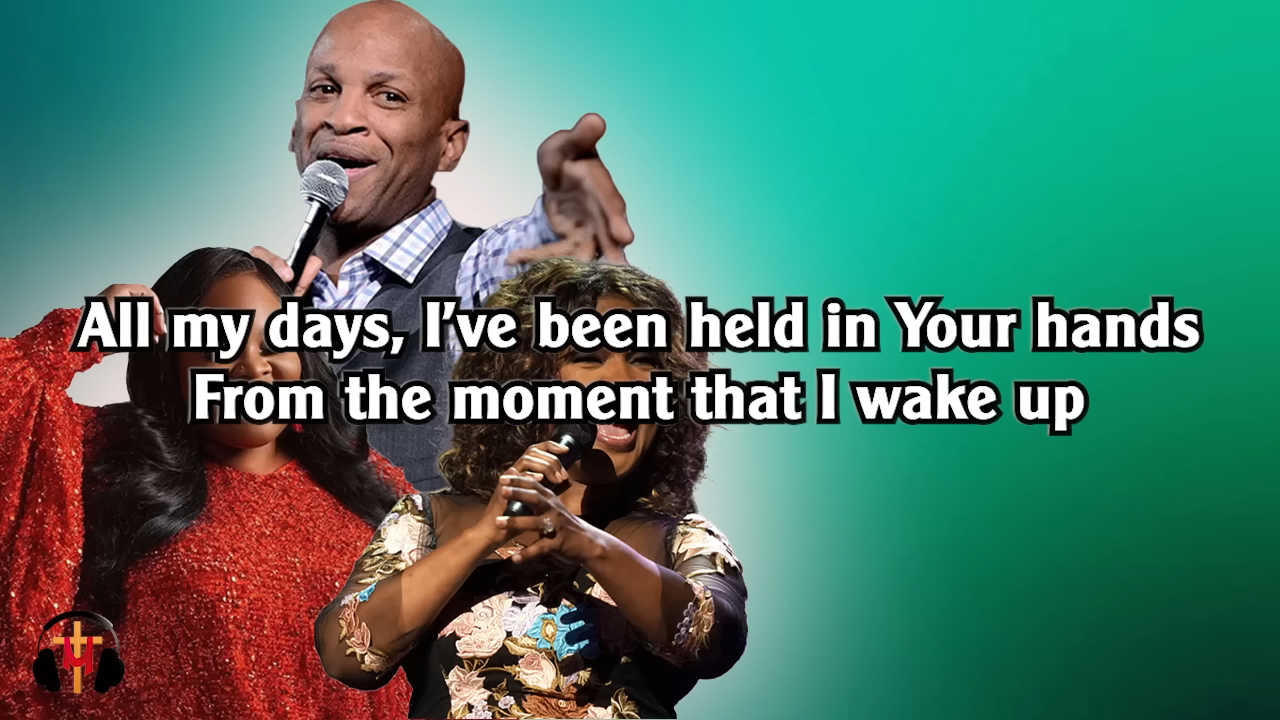 All my days, I've been held in Your hands
From the moment that I wake up